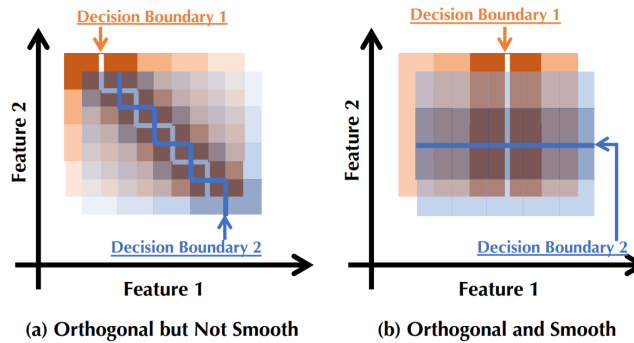 Decision Boundary 1
Feature 2
Decision Boundary 2
Feature 1
(a) Orthogonal but Not Smooth
Decision Boundary 1
Feature 2
Decision Boundary 2
Feature 1
(b) Orthogonal and Smooth